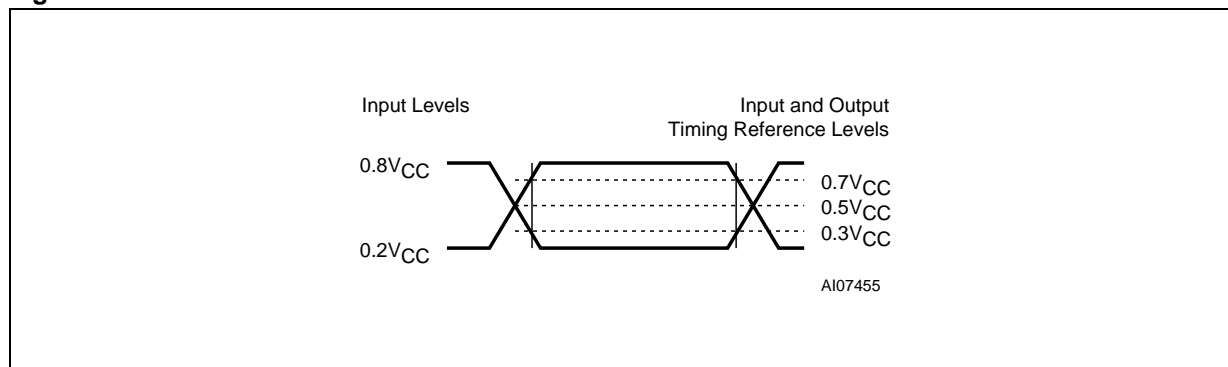 Input Levels
Input and Output
Timing Reference Levels
0.8VCC
0.7VCC
0.5VCC
0.3VCC
0.2VCC
AI07455